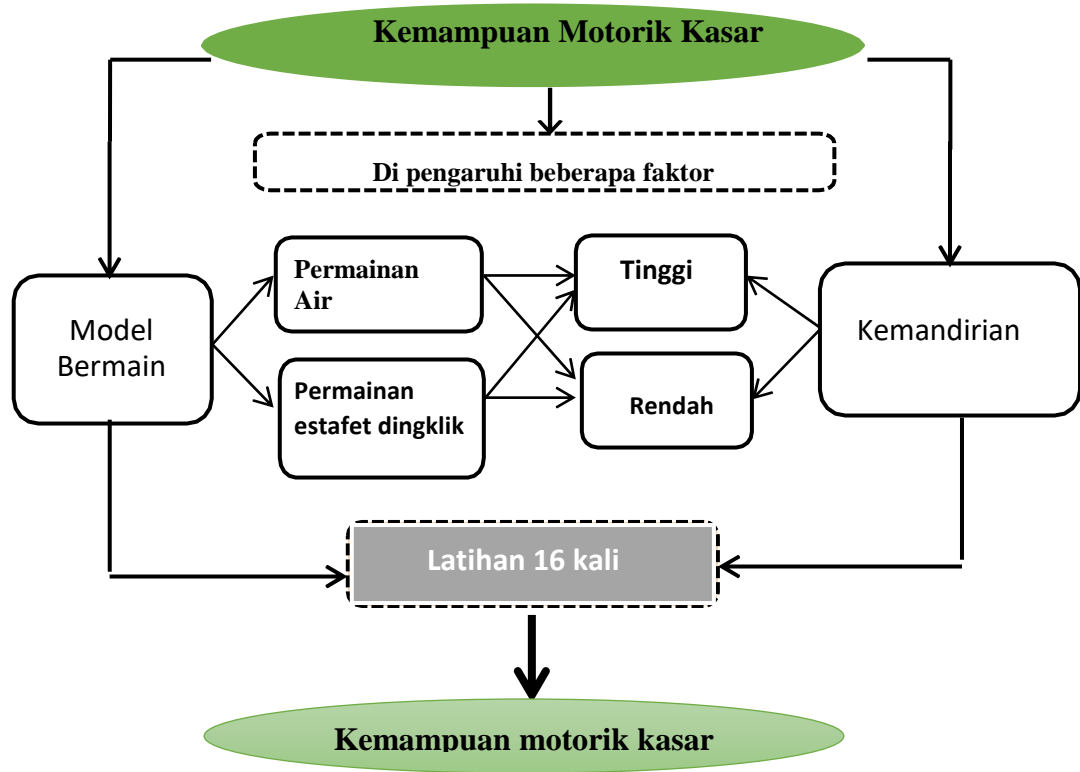 Kemampuan Motorik Kasar
Di pengaruhi beberapa faktor
Model
Bermain
Permainan
Air
Permainan
estafet dingklik
Tinggi
Rendah
Kemandirian
Latihan 16 kali
Kemampuan motorik kasar